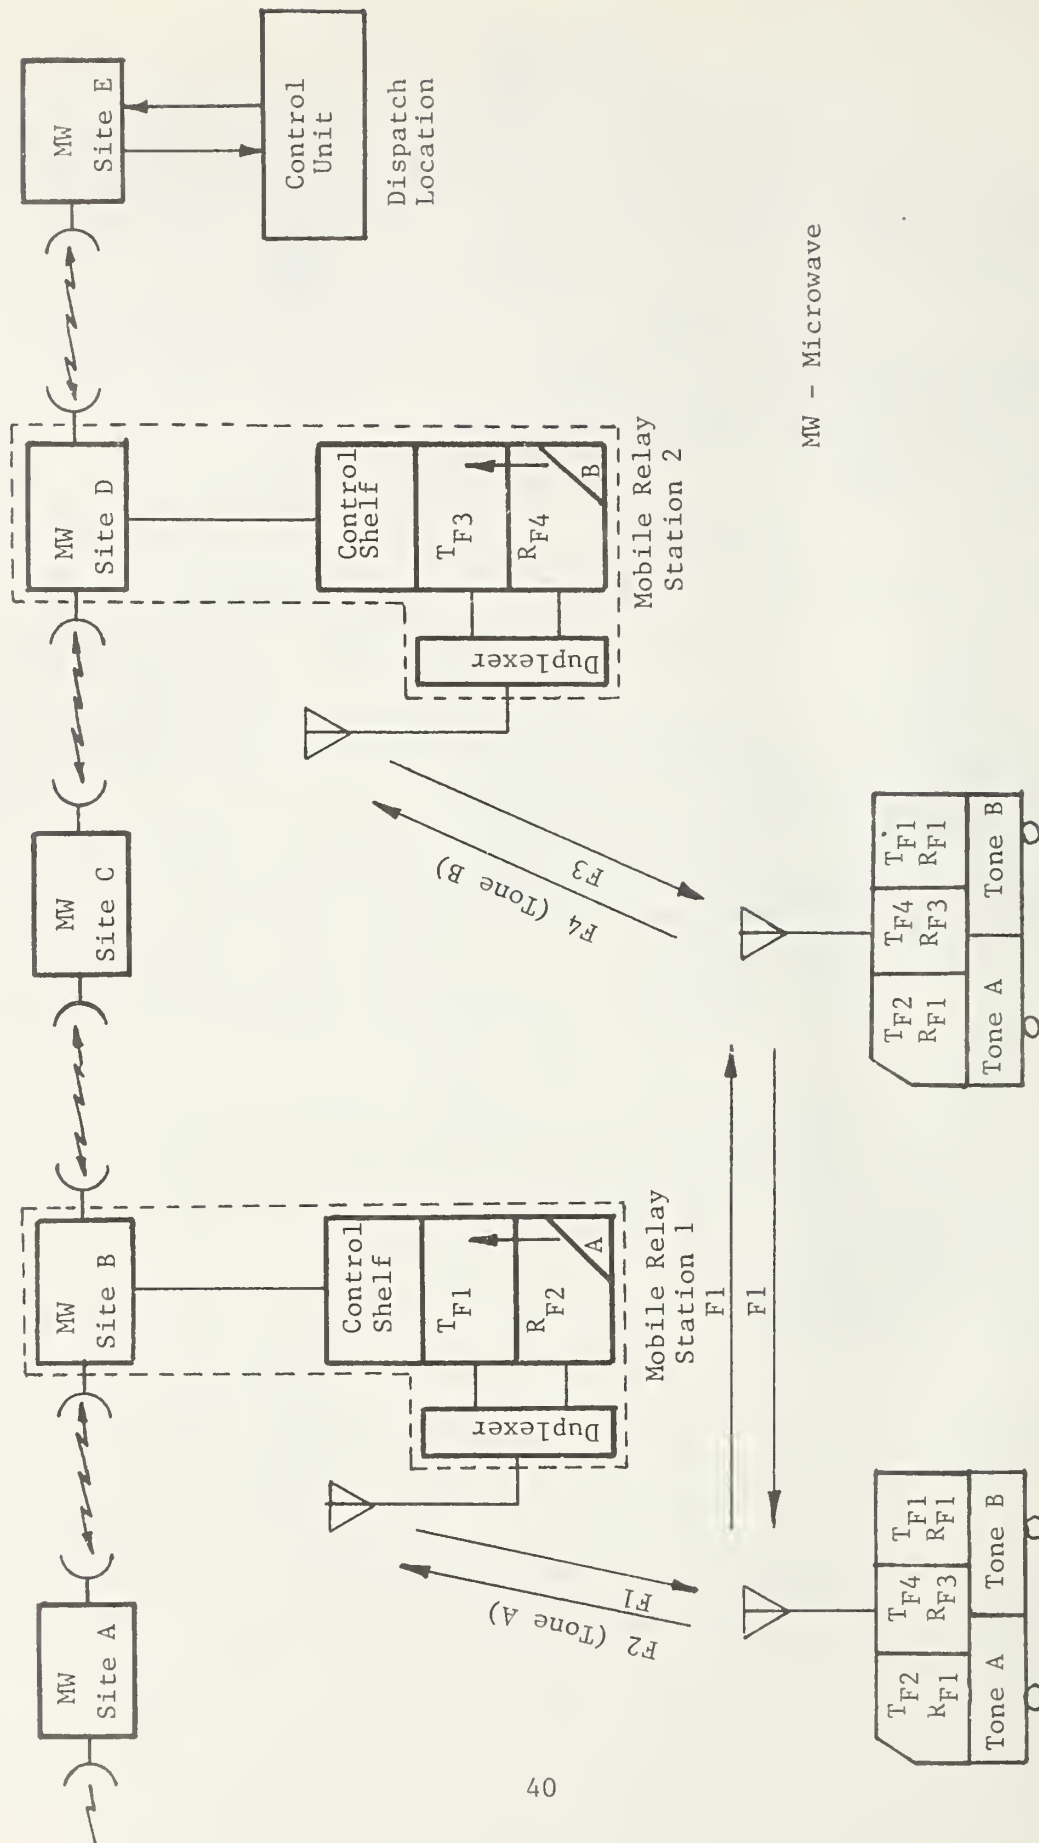 MW
Site A
MW
Site B
MW
Site C
MW
Site D
MW
Site E
Control
Unit
Dispatch
Location
Control
Shelf
TF1
RF2
A
Duplexer
Mobile Relay
Station 1
Control
Shelf
TF3
RF4
B
Duplexer
Mobile Relay
Station 2
F1
F2 (Tone A)
F1
F1
F3
F4 (Tone B)
TF2
RF1
TF4
RF3
TF1
RF1
Tone A
Tone B
TF2
RF1
TF4
RF3
TF1
RF1
Tone A
Tone B
MW - Microwave
40